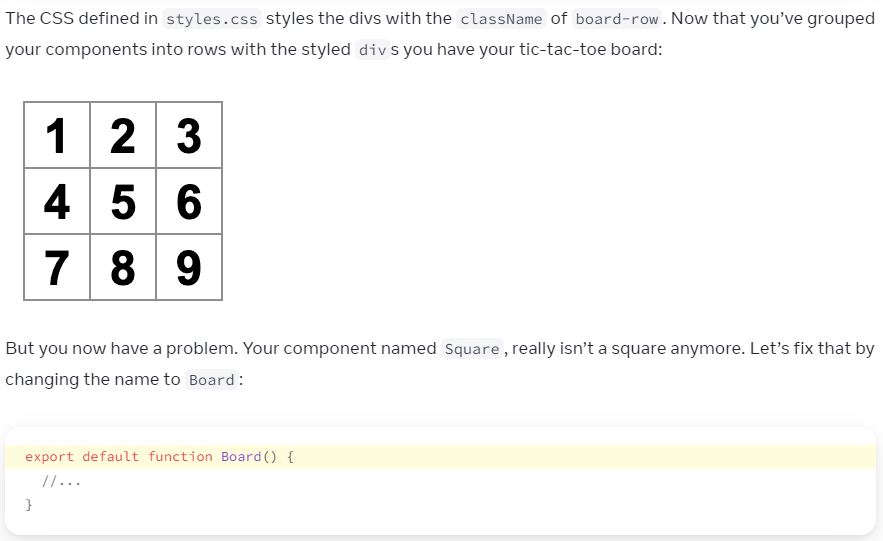 The CSS defined in styles.css styles the divs with the className of board-row. Now that you’ve grouped
your components into rows with the styled divs you have your tic-tac-toe board:
1 2 3
4 5 6
7 8 9
But you now have a problem. Your component named Square, really isn’t a square anymore. Let’s fix that by
changing the name to Board:
export default function Board() {
  //...
}